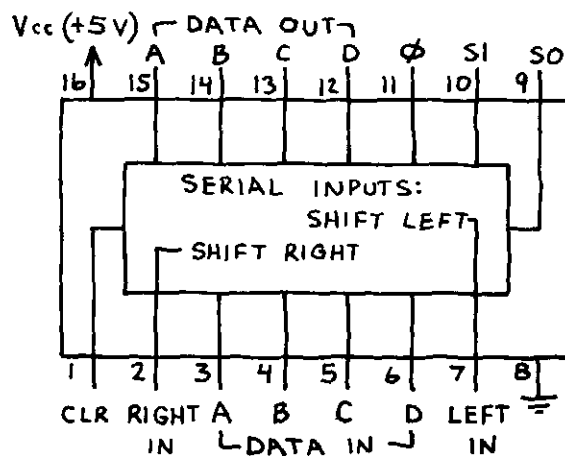 Vcc (+5 V) DATA OUT
A B C D ϕ S1 S0
16 15 14 13 12 11 10 9
SERIAL INPUTS:
SHIFT LEFT
SHIFT RIGHT
1 2 3 4 5 6 7 8
CLR RIGHT IN A B C D LEFT IN
DATA IN